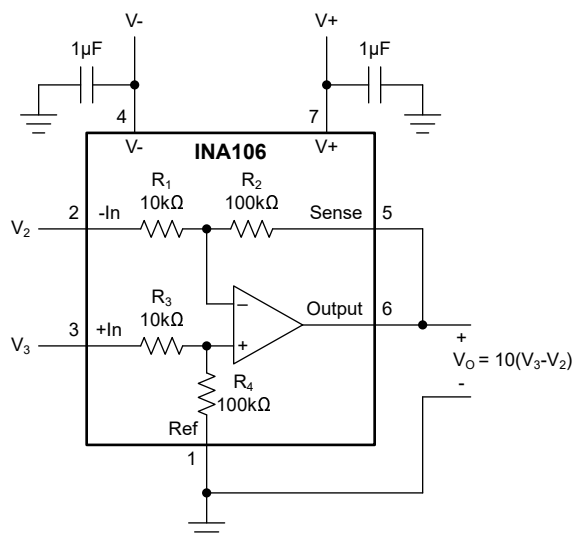 V- V+
1µF 1µF
4 7
V- V+
INA106
R1 R2
10kΩ 100kΩ
2 -In Sense 5
V2
R3
10kΩ
Output 6
3 +In
V3
−
+
+
VO = 10(V3-V2)
-
R4
100kΩ
Ref
1